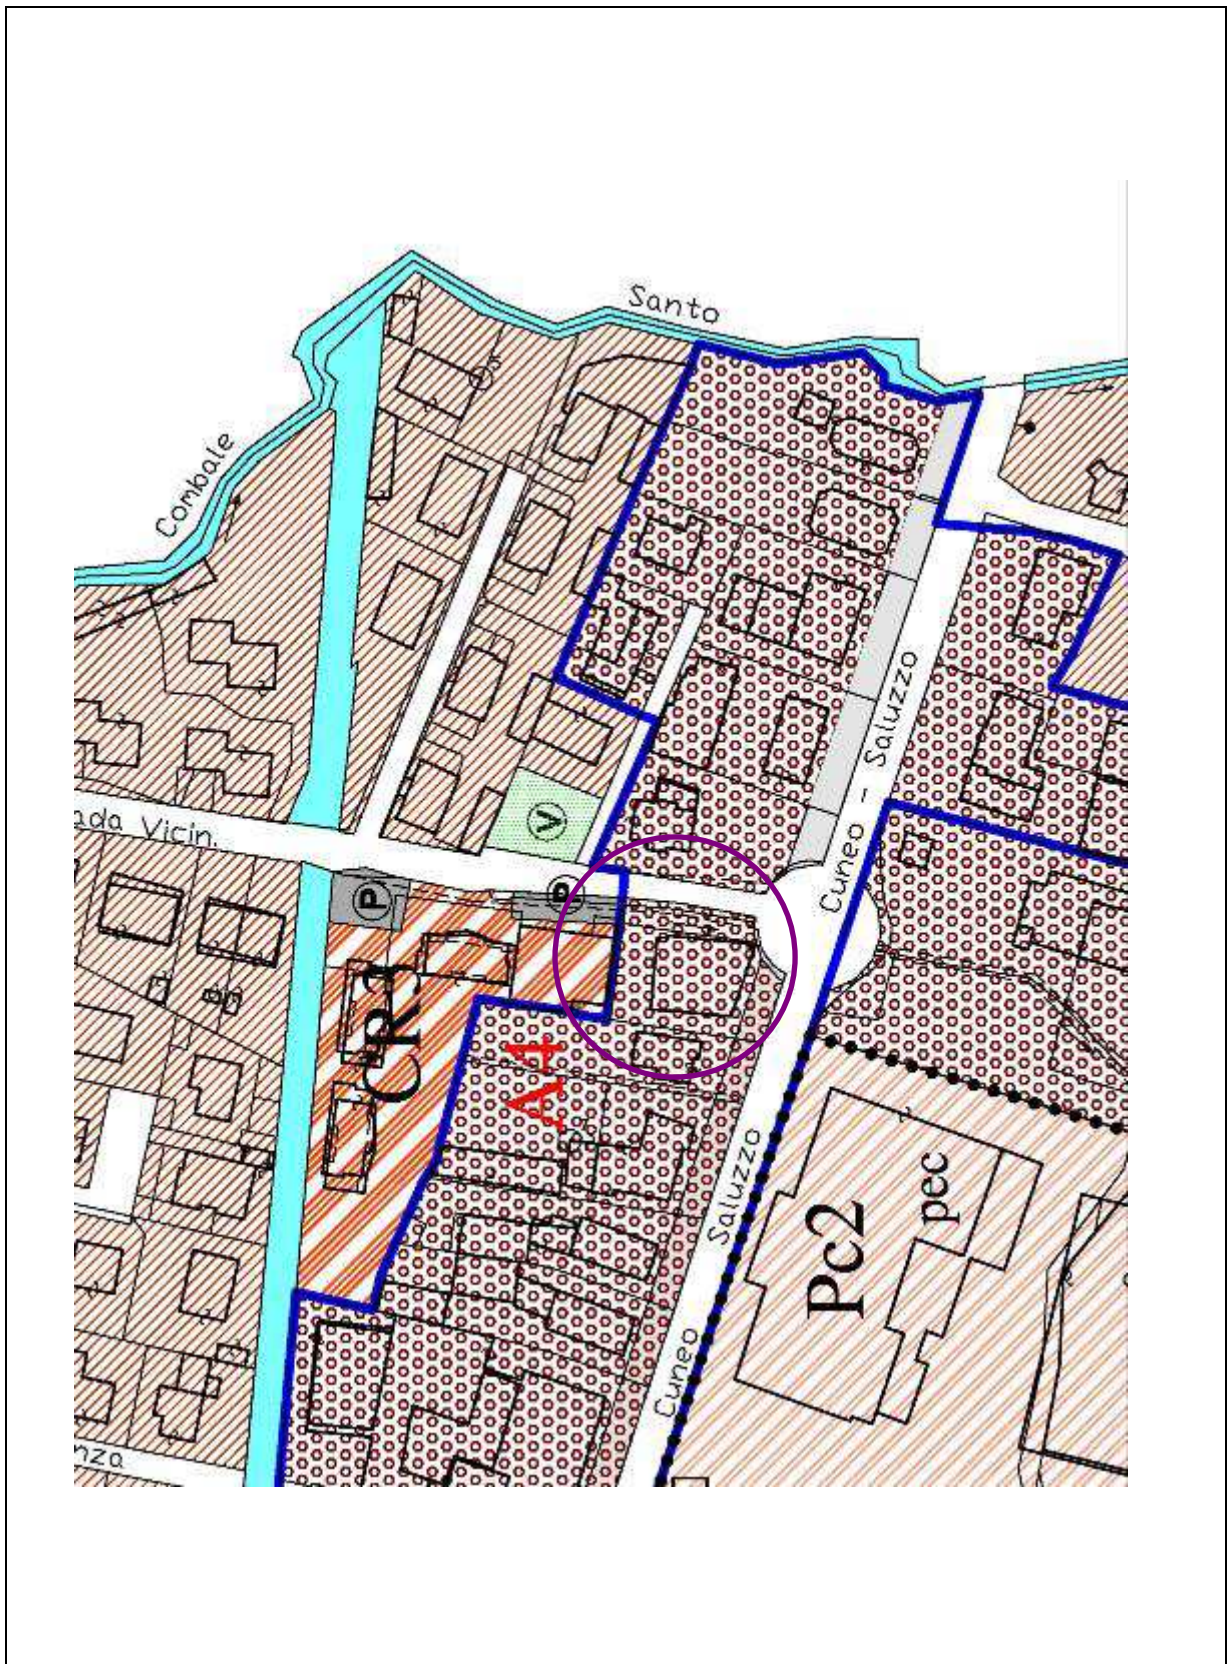 Santo
Combale
Cuneo - Saluzzo
V
ada Vicin.
P
P
CR3
A4
Cuneo Saluzzo
Pc2
pec
nza